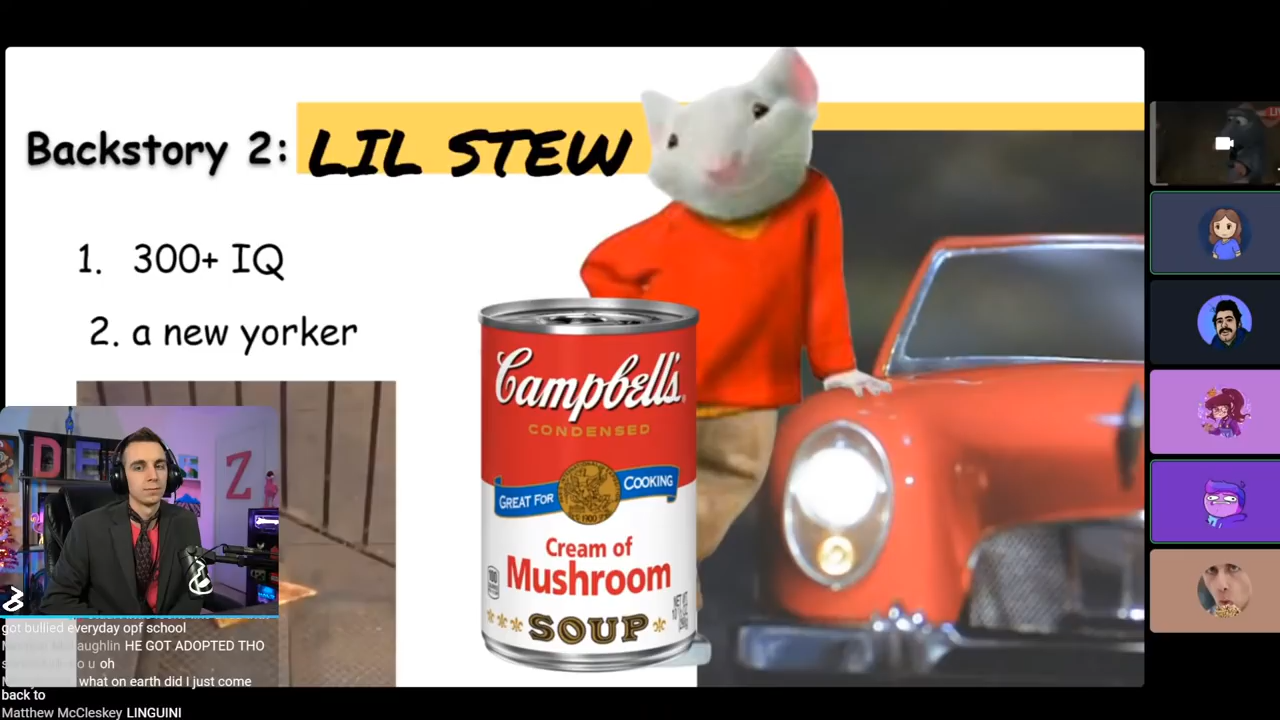 Backstory 2: LIL STEW
1. 300+ IQ
2. a new yorker
Campbell's
CONDENSED
GREAT FOR COOKING
Cream of
Mushroom
SOUP
DE
Z
got bullied everyday opf school
HE GOT ADOPTED THO
u oh
what on earth did I just come
back to
Matthew McCleskey LINGUINI